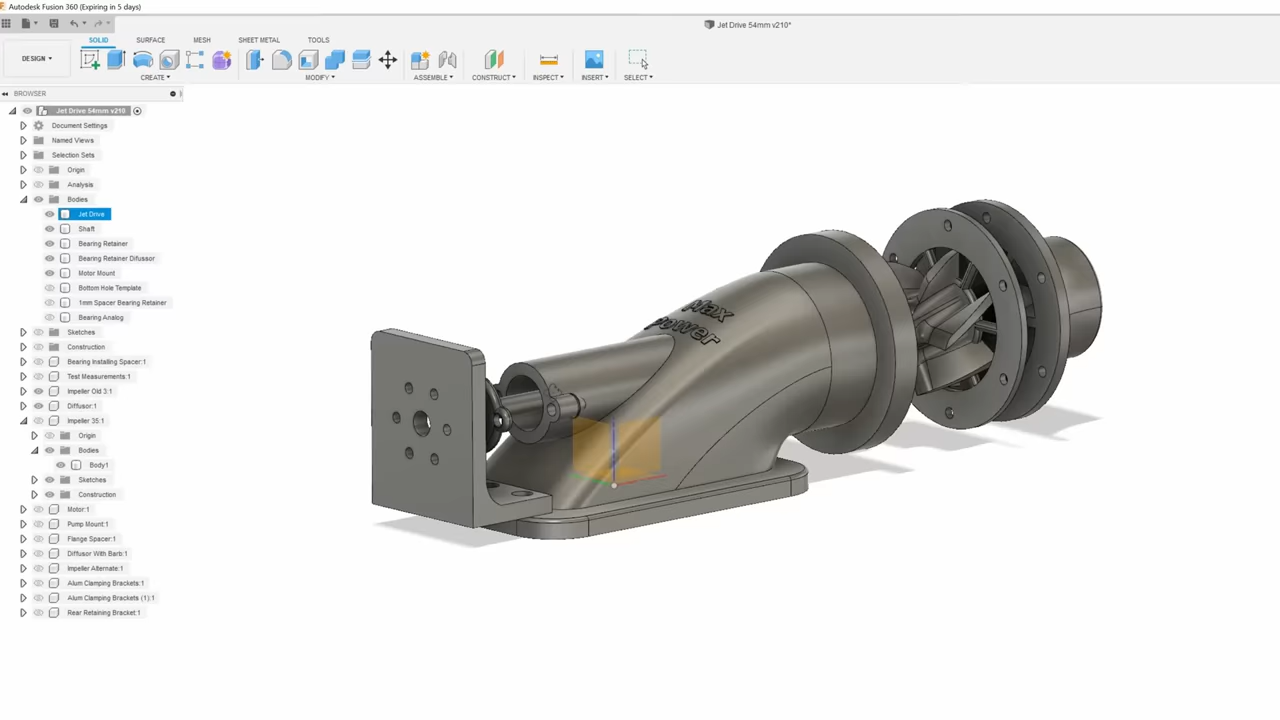 Autodesk Fusion 360 (Expiring in 5 days)
Jet Drive 54mm v210*
SOLID SURFACE MESH SHEET METAL TOOLS
DESIGN
CREATE MODIFY ASSEMBLE CONSTRUCT INSPECT INSERT SELECT
BROWSER
Jet Drive 54mm v210
Document Settings
Named Views
Selection Sets
Origin
Analysis
Bodies
Jet Drive
Shaft
Bearing Retainer
Bearing Retainer Difussor
Motor Mount
Bottom Hole Template
1mm Spacer Bearing Retainer
Bearing Analog
Sketches
Construction
Bearing Installing Spacer:1
Test Measurements:1
Impeller Old 3:1
Diffusor:1
Impeller 35:1
Origin
Bodies
Body1
Sketches
Construction
Motor:1
Pump Mount:1
Flange Spacer:1
Diffusor With Barb:1
Impeller Alternate:1
Alum Clamping Brackets:1
Alum Clamping Brackets (1):1
Rear Retaining Bracket:1
Max
Power